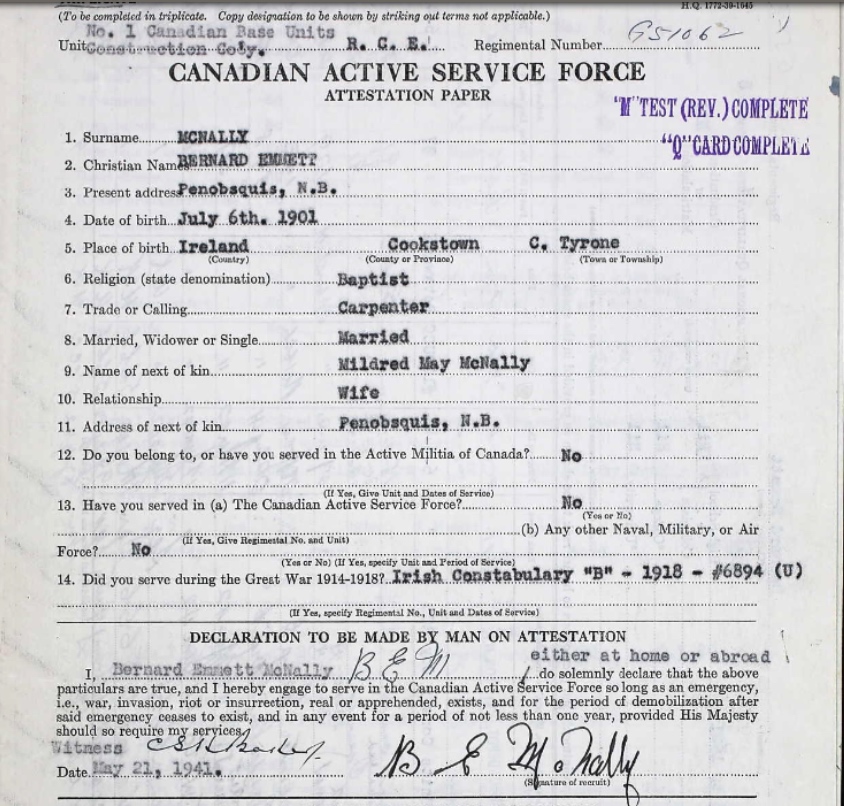 H.Q. 1772-39-1645
(To be completed in triplicate. Copy designation to be shown by striking out terms not applicable.)
No. 1 Canadian Base Units
Unit Construction Coly. R. C. E. Regimental Number G51062
CANADIAN ACTIVE SERVICE FORCE
ATTESTATION PAPER
"M" TEST (REV.) COMPLETE
"Q" CARD COMPLETE
1. Surname MCNALLY
2. Christian Names BERNARD EMMETT
3. Present address Penobsquis, N.B.
4. Date of birth July 6th. 1901
5. Place of birth Ireland Cookstown C. Tyrone
(Country) (County or Province) (Town or Township)
6. Religion (state denomination) Baptist
7. Trade or Calling Carpenter
8. Married, Widower or Single Married
9. Name of next of kin Mildred May McNally
10. Relationship Wife
11. Address of next of kin Penobsquis, N.B.
12. Do you belong to, or have you served in the Active Militia of Canada? No
(If Yes, Give Unit and Dates of Service)
13. Have you served in (a) The Canadian Active Service Force? No
(Yes or No)
(b) Any other Naval, Military, or Air
(If Yes, Give Regimental No. and Unit)
Force? No
(Yes or No) (If Yes, specify Unit and Period of Service)
14. Did you serve during the Great War 1914-1918? Irish Constabulary "B" - 1918 - #6894 (U)
(If Yes, specify Regimental No., Unit and Dates of Service)
DECLARATION TO BE MADE BY MAN ON ATTESTATION
either at home or abroad
I, Bernard Emmett McNally B E M do solemnly declare that the above
particulars are true, and I hereby engage to serve in the Canadian Active Service Force so long as an emergency,
i.e., war, invasion, riot or insurrection, real or apprehended, exists, and for the period of demobilization after
said emergency ceases to exist, and in any event for a period of not less than one year, provided His Majesty
should so require my services.
Witness
Date May 21, 1941. B E McNally
(Signature of recruit)